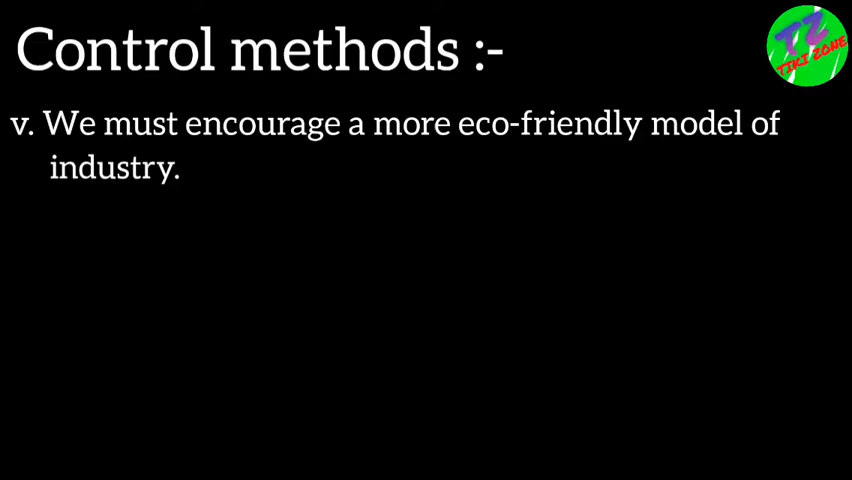 Control methods :-
TZ
TIKI ZONE
v. We must encourage a more eco-friendly model of
industry.